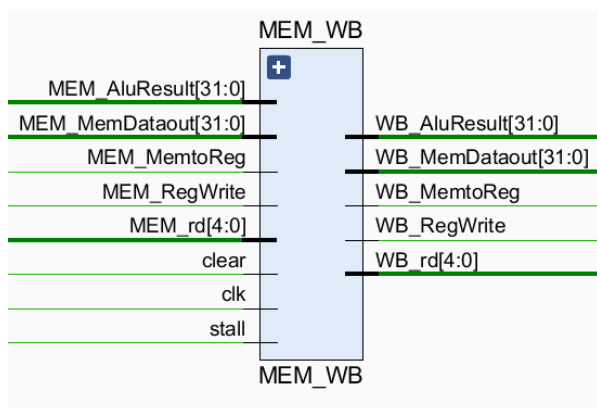 MEM_WB
MEM_AluResult[31:0]
MEM_MemDataout[31:0]
MEM_MemtoReg
MEM_RegWrite
MEM_rd[4:0]
clear
clk
stall
WB_AluResult[31:0]
WB_MemDataout[31:0]
WB_MemtoReg
WB_RegWrite
WB_rd[4:0]
MEM_WB